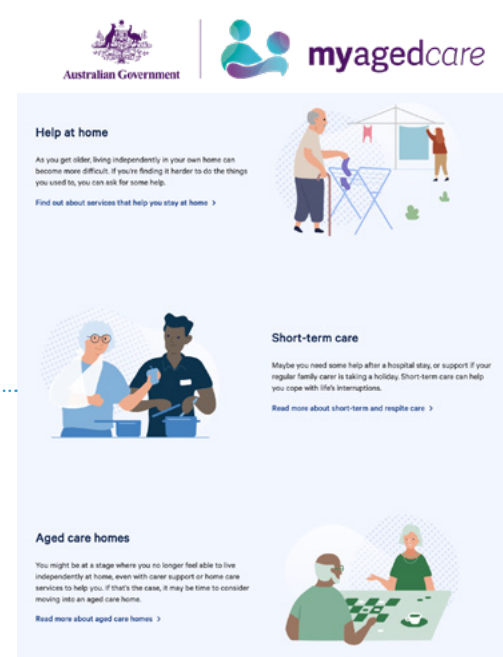 Australian Government
myagedcare
Help at home
As you get older, living independently in your own home can
become more difficult. If you're finding it harder to do the things
you used to, you can ask for some help.
Find out about services that help you stay at home >
Short-term care
Maybe you need some help after a hospital stay, or support if your
regular family carer is taking a holiday. Short-term care can help
you cope with life's interruptions.
Read more about short-term and respite care >
Aged care homes
You might be at a stage where you no longer feel able to live
independently at home, even with carer support or home care
services to help you. If that's the case, it may be time to consider
moving into an aged care home.
Read more about aged care homes >